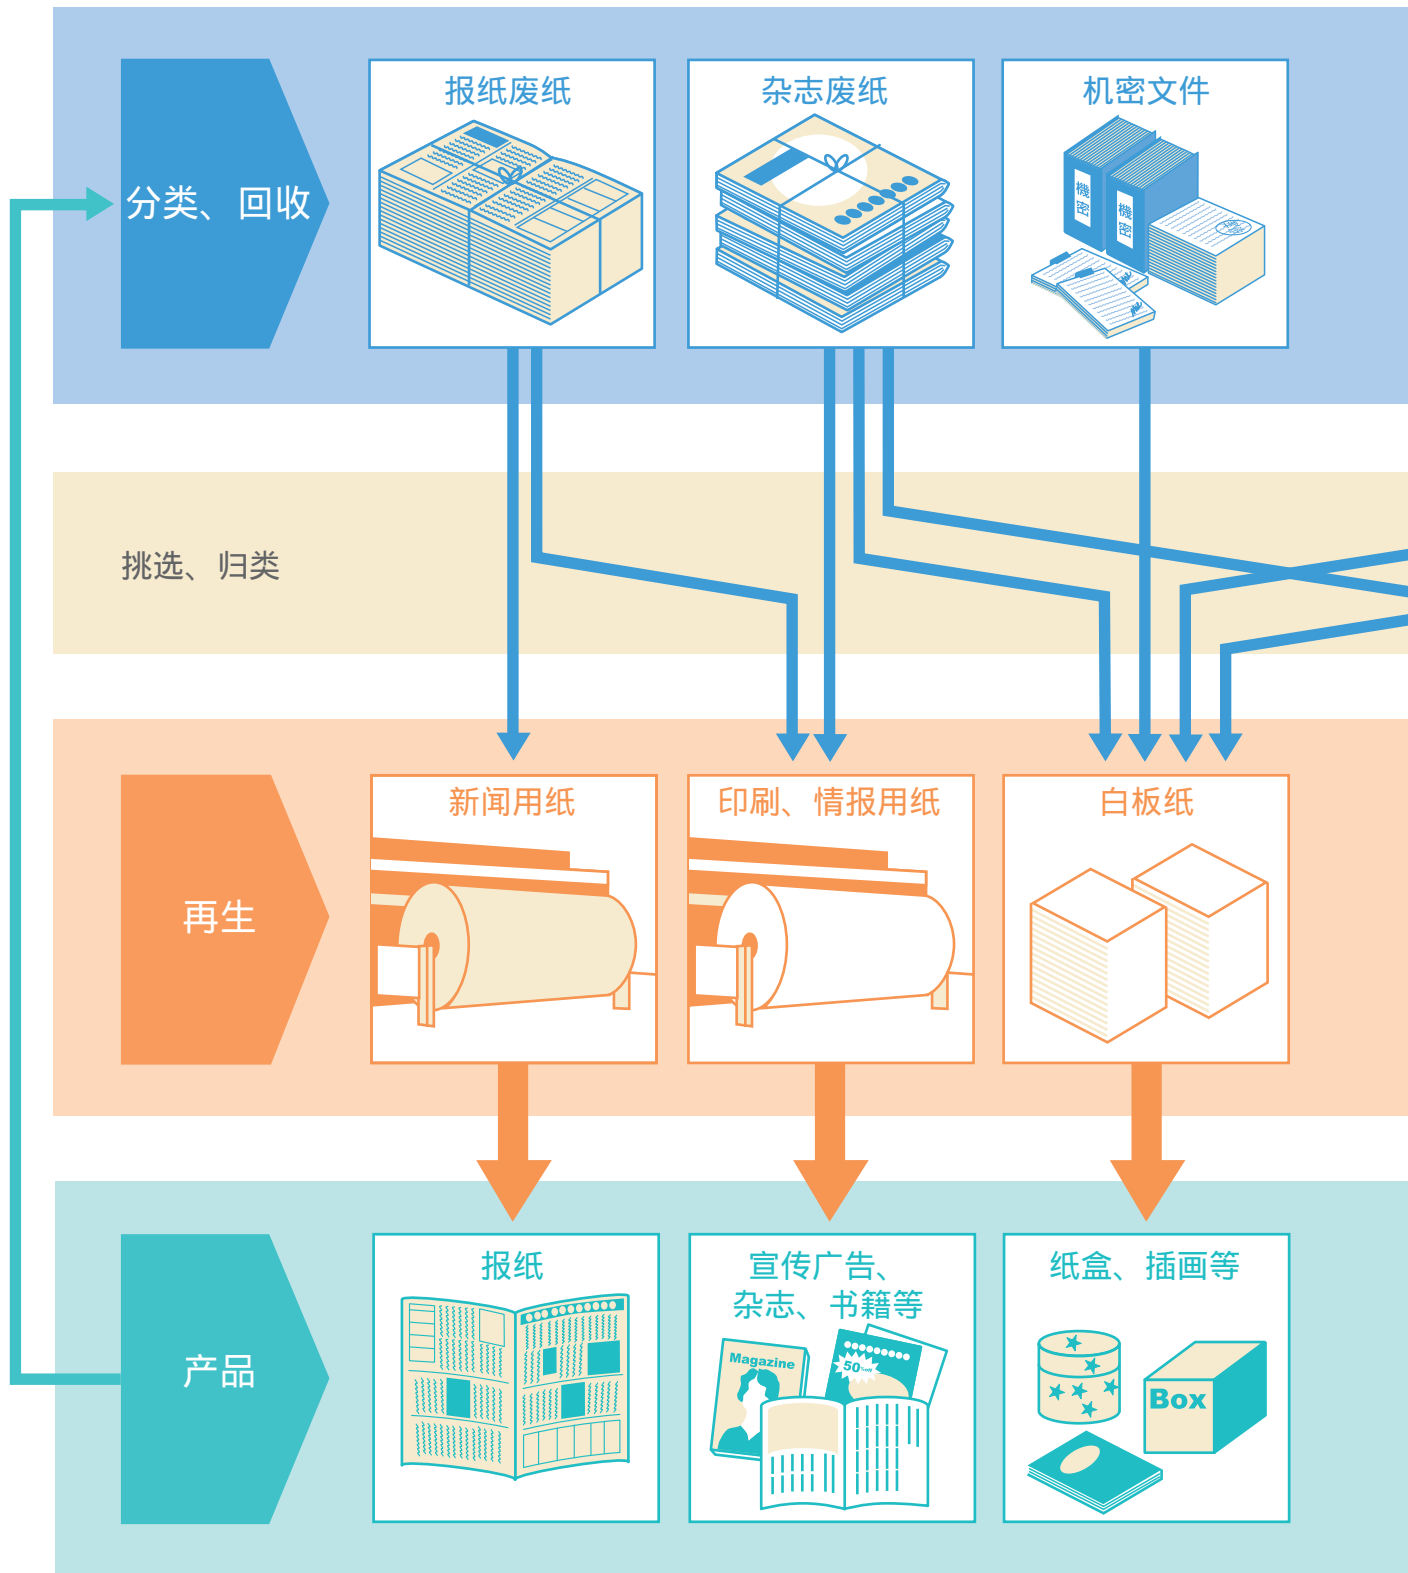 报纸废纸
杂志废纸
机密文件
機密
機密
分类、回收
挑选、归类
新闻用纸
印刷、情报用纸
白板纸
再生
报纸
宣传广告、
杂志、书籍等
纸盒、插画等
Magazine
50%
Box
产品